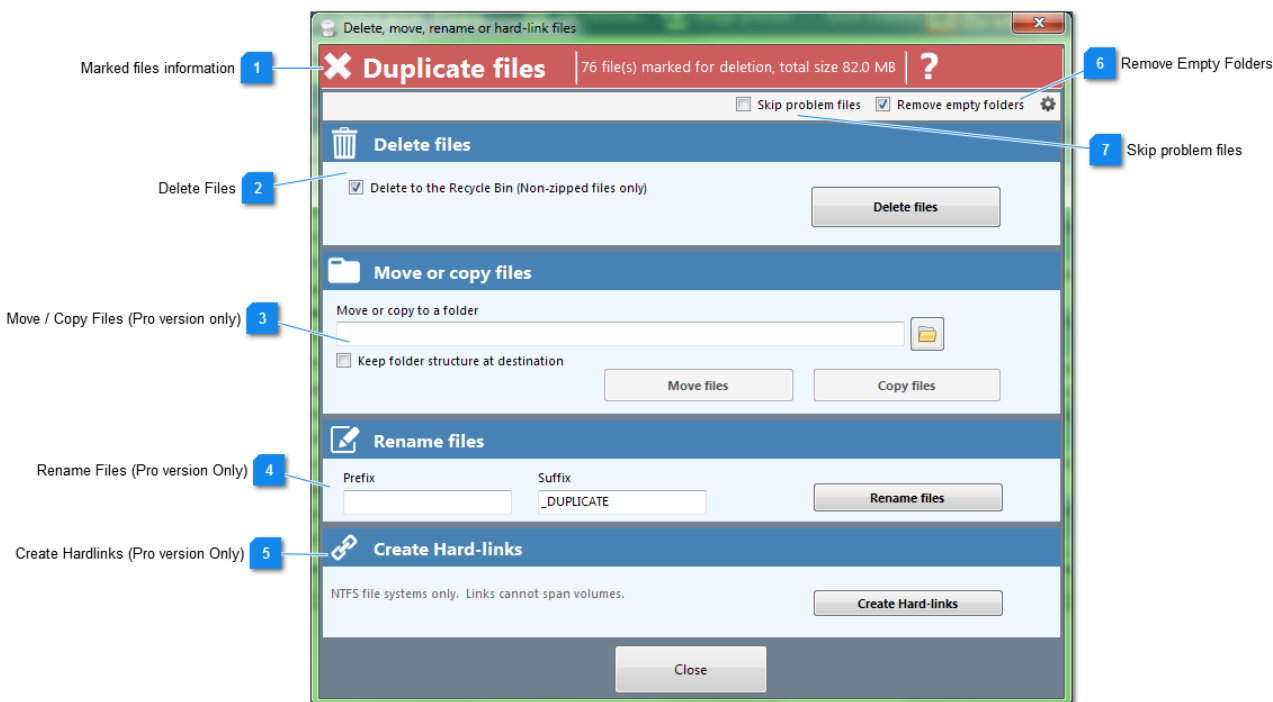 Delete, move, rename or hard-link files
x
Marked files information 1
Duplicate files
76 file(s) marked for deletion, total size 82.0 MB
?
6 Remove Empty Folders
Skip problem files
Remove empty folders
7 Skip problem files
Delete files
Delete Files 2
Delete to the Recycle Bin (Non-zipped files only)
Delete files
Move or copy files
Move / Copy Files (Pro version only) 3
Move or copy to a folder
Keep folder structure at destination
Move files
Copy files
Rename files
Rename Files (Pro version Only) 4
Prefix
Suffix
_DUPLICATE
Rename files
Create Hardlinks (Pro version Only) 5
Create Hard-links
NTFS file systems only. Links cannot span volumes.
Create Hard-links
Close